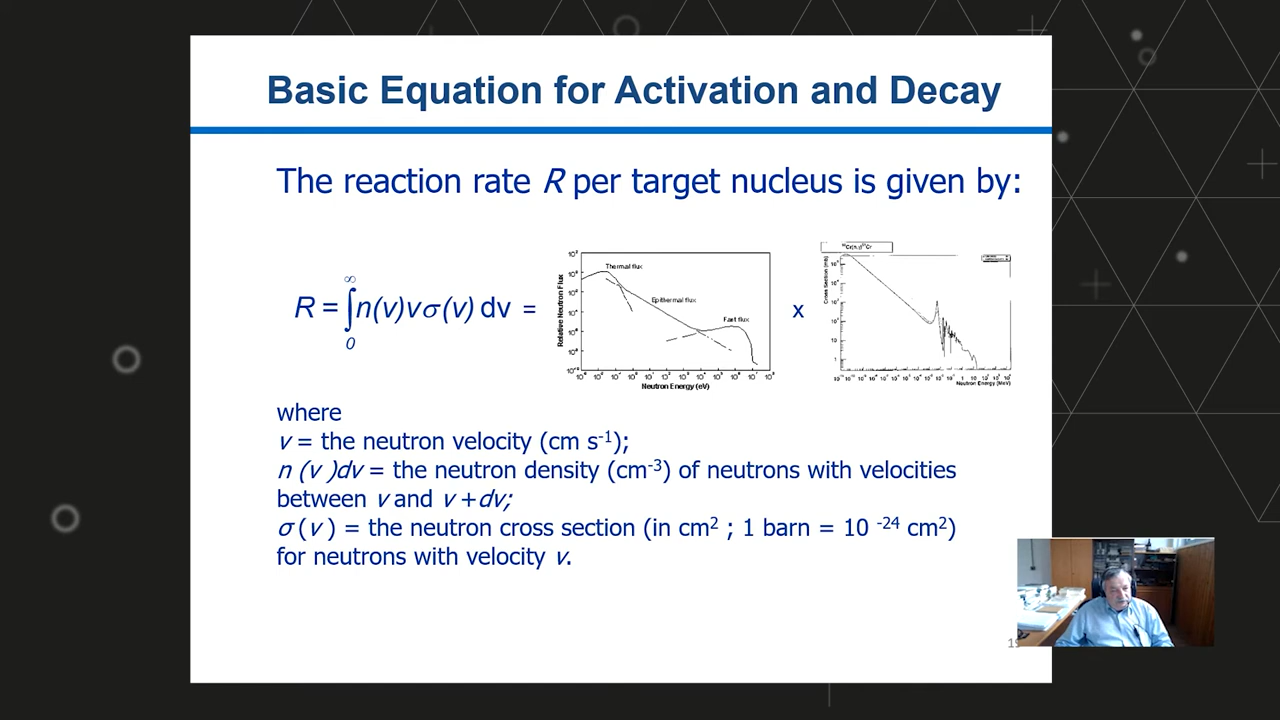 Basic Equation for Activation and Decay
The reaction rate R per target nucleus is given by:
R = ∫₀^∞ n(v)vσ(v) dv =
x
Thermal flux
Epithermal flux
Fast flux
Relative Neutron Flux
Neutron Energy (eV)
Cross Section (mb)
Neutron Energy (MeV)
where
v = the neutron velocity (cm s⁻¹);
n (v )dv = the neutron density (cm⁻³) of neutrons with velocities
between v and v +dv;
σ (v ) = the neutron cross section (in cm² ; 1 barn = 10 ⁻²⁴ cm²)
for neutrons with velocity v.